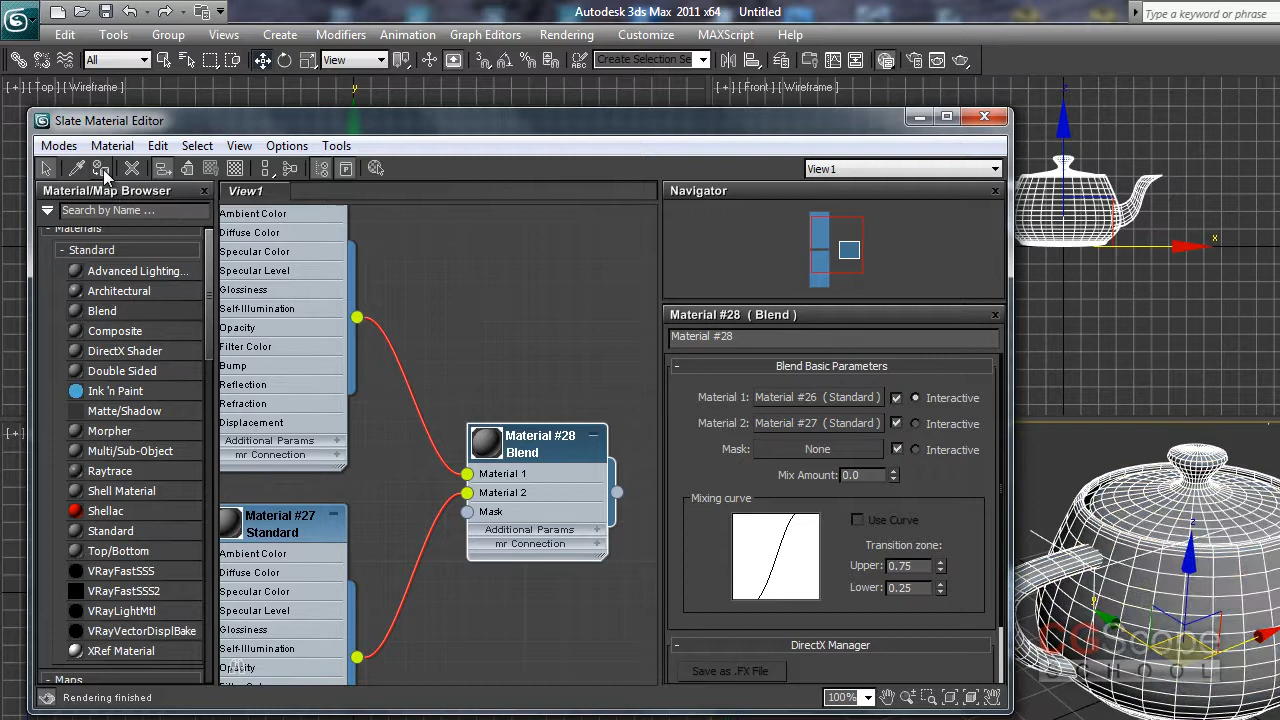 Autodesk 3ds Max 2011 x64 Untitled
Type a keyword or phrase
Edit Tools Group Views Create Modifiers Animation Graph Editors Rendering Customize MAXScript Help
All View Create Selection Se
[ + ] [ Top ] [ Wireframe ]
y
[ + ] [ Front ] [ Wireframe ]
z
Slate Material Editor
Modes Material Edit Select View Options Tools
View1
Material/Map Browser
Search by Name ...
Materials
- Standard
Advanced Lighting...
Architectural
Blend
Composite
DirectX Shader
Double Sided
Ink 'n Paint
Matte/Shadow
Morpher
Multi/Sub-Object
Raytrace
Shell Material
Shellac
Standard
Top/Bottom
VRayFastSSS
VRayFastSSS2
VRayLightMtl
VRayVectorDisplBake
XRef Material
- Maps
View1
Ambient Color
Diffuse Color
Specular Color
Specular Level
Glossiness
Self-Illumination
Opacity
Filter Color
Bump
Reflection
Refraction
Displacement
Additional Params +
mr Connection +
Material #27
Standard
Ambient Color
Diffuse Color
Specular Color
Specular Level
Glossiness
Self-Illumination
Opacity
Material #28
Blend
Material 1
Material 2
Mask
Additional Params +
mr Connection +
Navigator
Material #28 ( Blend )
Material #28
- Blend Basic Parameters
Material 1: Material #26 ( Standard ) Interactive
Material 2: Material #27 ( Standard ) Interactive
Mask: None Interactive
Mix Amount: 0.0
Mixing curve
Use Curve
Transition zone:
Upper: 0.75
Lower: 0.25
- DirectX Manager
Save as .FX File
Rendering finished
100%
x
[ + ]
z
y
CGScope
SCHOOL